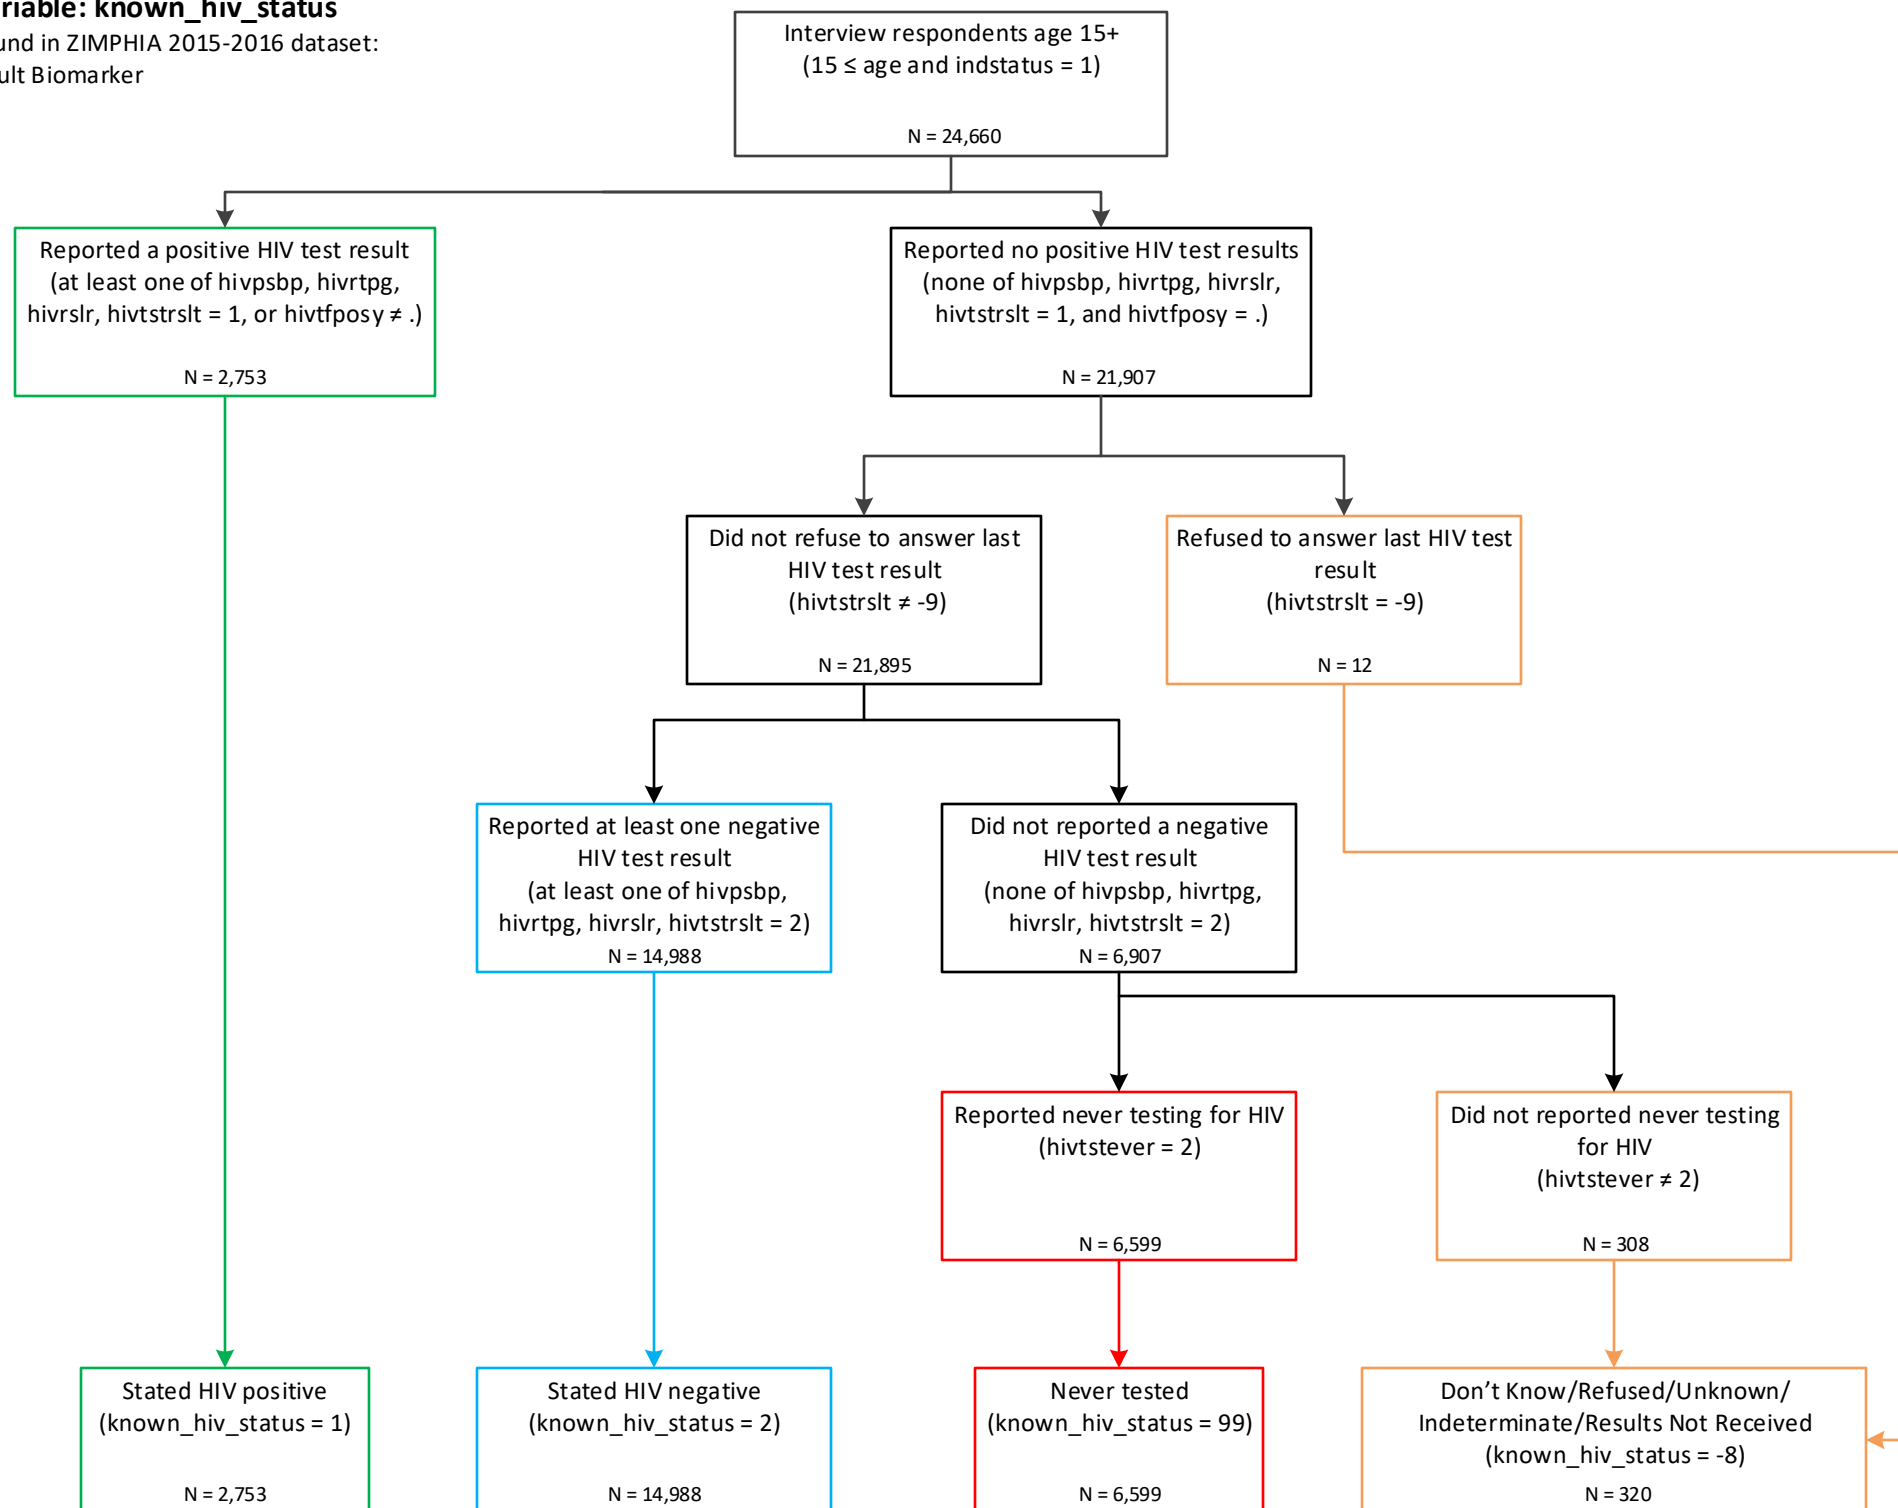 riable: known_hiv_status
und in ZIMPHIA 2015-2016 dataset:
ult Biomarker
Interview respondents age 15+
(15 ≤ age and indstatus = 1)
N = 24,660
Reported a positive HIV test result
(at least one of hivpsbp, hivrtpg,
hivrslr, hivtstrslt = 1, or hivtfposy ≠ .)
N = 2,753
Reported no positive HIV test results
(none of hivpsbp, hivrtpg, hivrslr,
hivtstrslt = 1, and hivtfposy = .)
N = 21,907
Did not refuse to answer last
HIV test result
(hivtstrslt ≠ -9)
N = 21,895
Refused to answer last HIV test
result
(hivtstrslt = -9)
N = 12
Reported at least one negative
HIV test result
(at least one of hivpsbp,
hivrtpg, hivrslr, hivtstrslt = 2)
N = 14,988
Did not reported a negative
HIV test result
(none of hivpsbp, hivrtpg,
hivrslr, hivtstrslt = 2)
N = 6,907
Reported never testing for HIV
(hivtstever = 2)
N = 6,599
Did not reported never testing
for HIV
(hivtstever ≠ 2)
N = 308
Stated HIV positive
(known_hiv_status = 1)
N = 2,753
Stated HIV negative
(known_hiv_status = 2)
N = 14,988
Never tested
(known_hiv_status = 99)
N = 6,599
Don’t Know/Refused/Unknown/
Indeterminate/Results Not Received
(known_hiv_status = -8)
N = 320